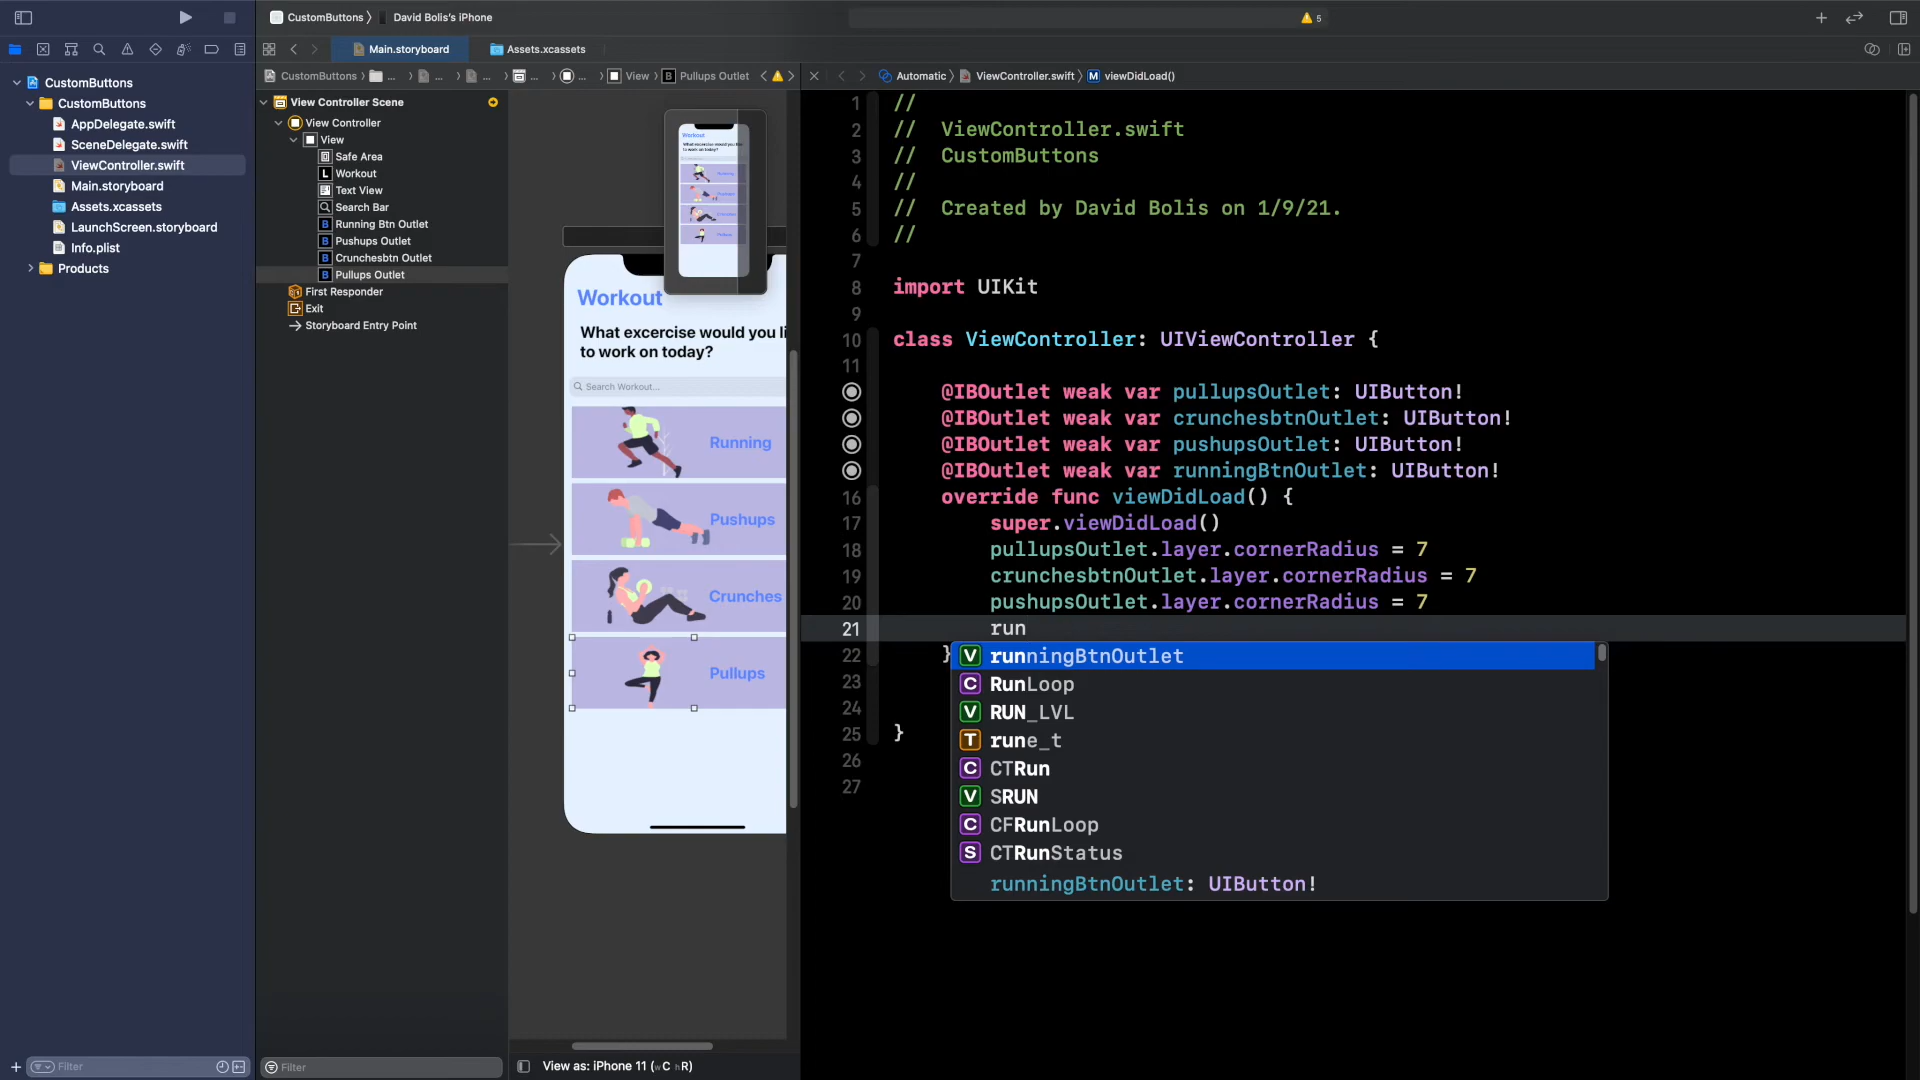 CustomButtons
David Bolis's iPhone
5
Main.storyboard
Assets.xcassets
CustomButtons
...
...
...
...
...
View
B
Pullups Outlet
Automatic
ViewController.swift
M
viewDidLoad()
CustomButtons
CustomButtons
AppDelegate.swift
SceneDelegate.swift
ViewController.swift
Main.storyboard
Assets.xcassets
LaunchScreen.storyboard
Info.plist
Products
Filter
View Controller Scene
View Controller
View
Safe Area
L Workout
Text View
Search Bar
B Running Btn Outlet
B Pushups Outlet
B Crunchesbtn Outlet
B Pullups Outlet
First Responder
Exit
Storyboard Entry Point
Filter
Workout
What excercise would you li
to work on today?
Search Workout...
Running
Pushups
Crunches
Pullups
View as: iPhone 11 (wC hR)
1 //
2 //  ViewController.swift
3 //  CustomButtons
4 //
5 //  Created by David Bolis on 1/9/21.
6 //
7
8 import UIKit
9
10 class ViewController: UIViewController {
11
@IBOutlet weak var pullupsOutlet: UIButton!
@IBOutlet weak var crunchesbtnOutlet: UIButton!
@IBOutlet weak var pushupsOutlet: UIButton!
@IBOutlet weak var runningBtnOutlet: UIButton!
16 override func viewDidLoad() {
17 super.viewDidLoad()
18 pullupsOutlet.layer.cornerRadius = 7
19 crunchesbtnOutlet.layer.cornerRadius = 7
20 pushupsOutlet.layer.cornerRadius = 7
21 run
22 }
23
24
25 }
26
27
V runningBtnOutlet
C RunLoop
V RUN_LVL
T rune_t
C CTRun
V SRUN
C CFRunLoop
S CTRunStatus
runningBtnOutlet: UIButton!